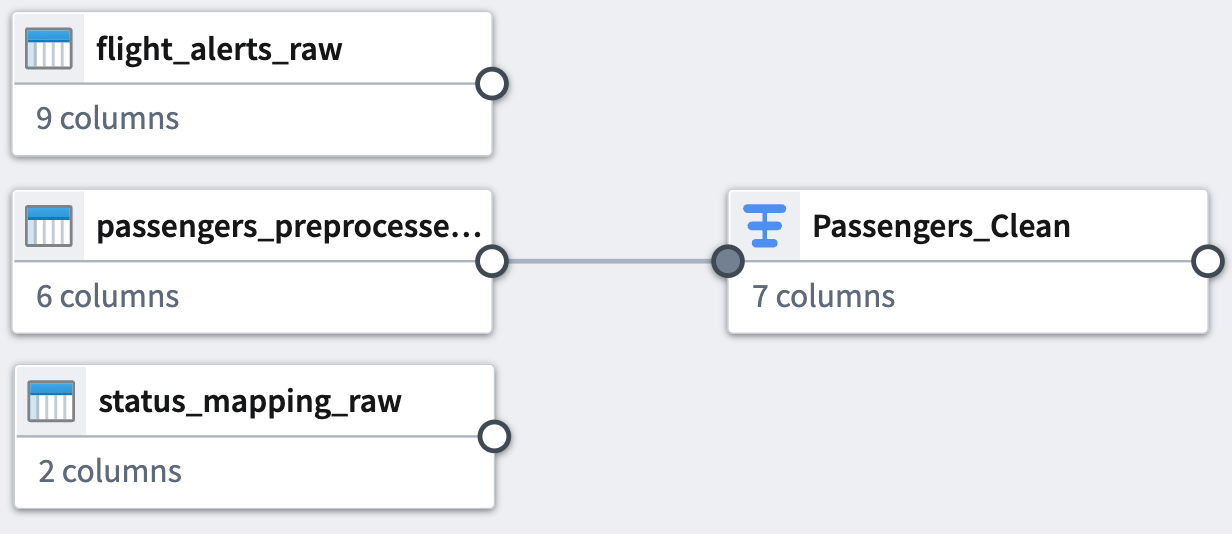 flight_alerts_raw
9 columns
passengers_preprocesse...
6 columns
Passengers_Clean
7 columns
status_mapping_raw
2 columns